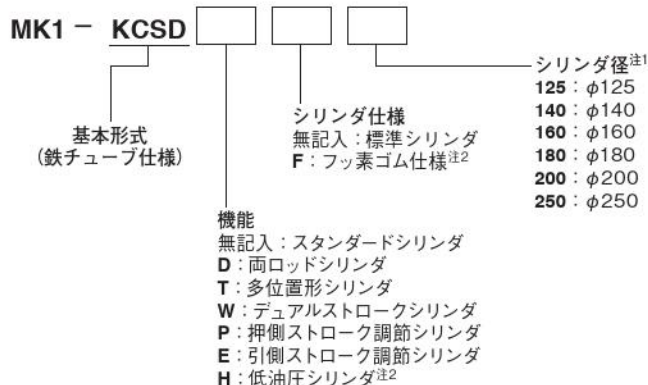 MK1－KCSD
シリンダ径注1
125：φ125
140：φ140
160：φ160
180：φ180
200：φ200
250：φ250
シリンダ仕様
無記入：標準シリンダ
F：フッ素ゴム仕様注2
基本形式
（鉄チューブ仕様）
機能
無記入：スタンダードシリンダ
D：両ロッドシリンダ
T：多位置形シリンダ
W：デュアルストロークシリンダ
P：押側ストローク調節シリンダ
E：引側ストローク調節シリンダ
H：低油圧シリンダ注2